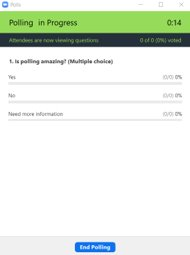 Polls
Polling in Progress 0:14
Attendees are now viewing questions 0 of 0 (0%) voted
1. Is polling amazing? (Multiple choice)
Yes (0/0) 0%
No (0/0) 0%
Need more information (0/0) 0%
End Polling